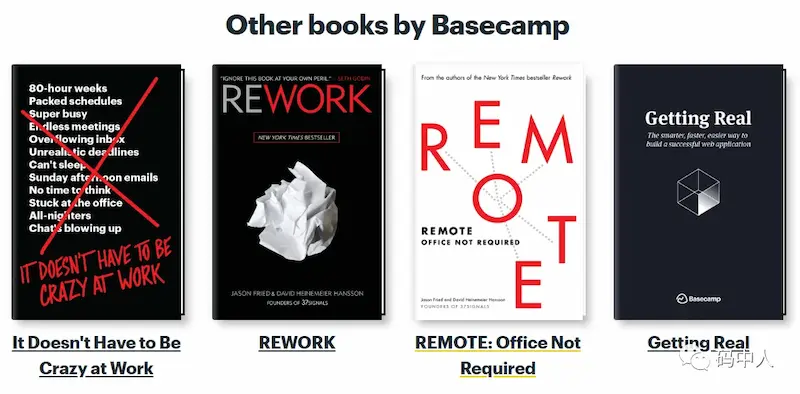 Other books by Basecamp
80-hour weeks
Packed schedules
Super busy
Endless meetings
Overflowing inbox
Unrealistic deadlines
Can't sleep
Sunday afternoon emails
No time to think
Stuck at the office
All-nighters
Chat's blowing up
IT DOESN'T HAVE TO BE
CRAZY AT WORK
"IGNORE THIS BOOK AT YOUR OWN PERIL." — SETH GODIN
REWORK
NEW YORK TIMES BESTSELLER
JASON FRIED & DAVID HEINEMEIER HANSSON
FOUNDERS OF 37SIGNALS
From the authors of the New York Times bestseller Rework
REMOTE
REMOTE
OFFICE NOT REQUIRED
Jason Fried and David Heinemeier Hansson
FOUNDERS OF 37SIGNALS
Getting Real
The smarter, faster, easier way to
build a successful web application
Basecamp
It Doesn't Have to Be
Crazy at Work
REWORK
REMOTE: Office Not
Required
Getting Real
码中人